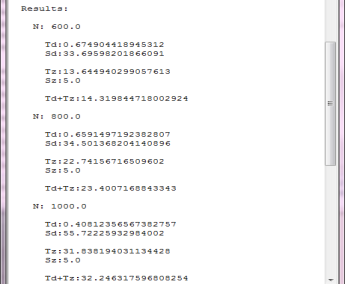 Results:
N: 600.0
Td:0.674904418945312
Sd:33.69598201866091
Tz:13.644940299057613
Sz:5.0
Td+Tz:14.319844718002924
N: 800.0
Td:0.6591497192382807
Sd:34.501368204140896
Tz:22.74156716509602
Sz:5.0
Td+Tz:23.4007168843343
N: 1000.0
Td:0.40812356567382757
Sd:55.72225932984002
Tz:31.838194031134428
Sz:5.0
Td+Tz:32.246317596808254